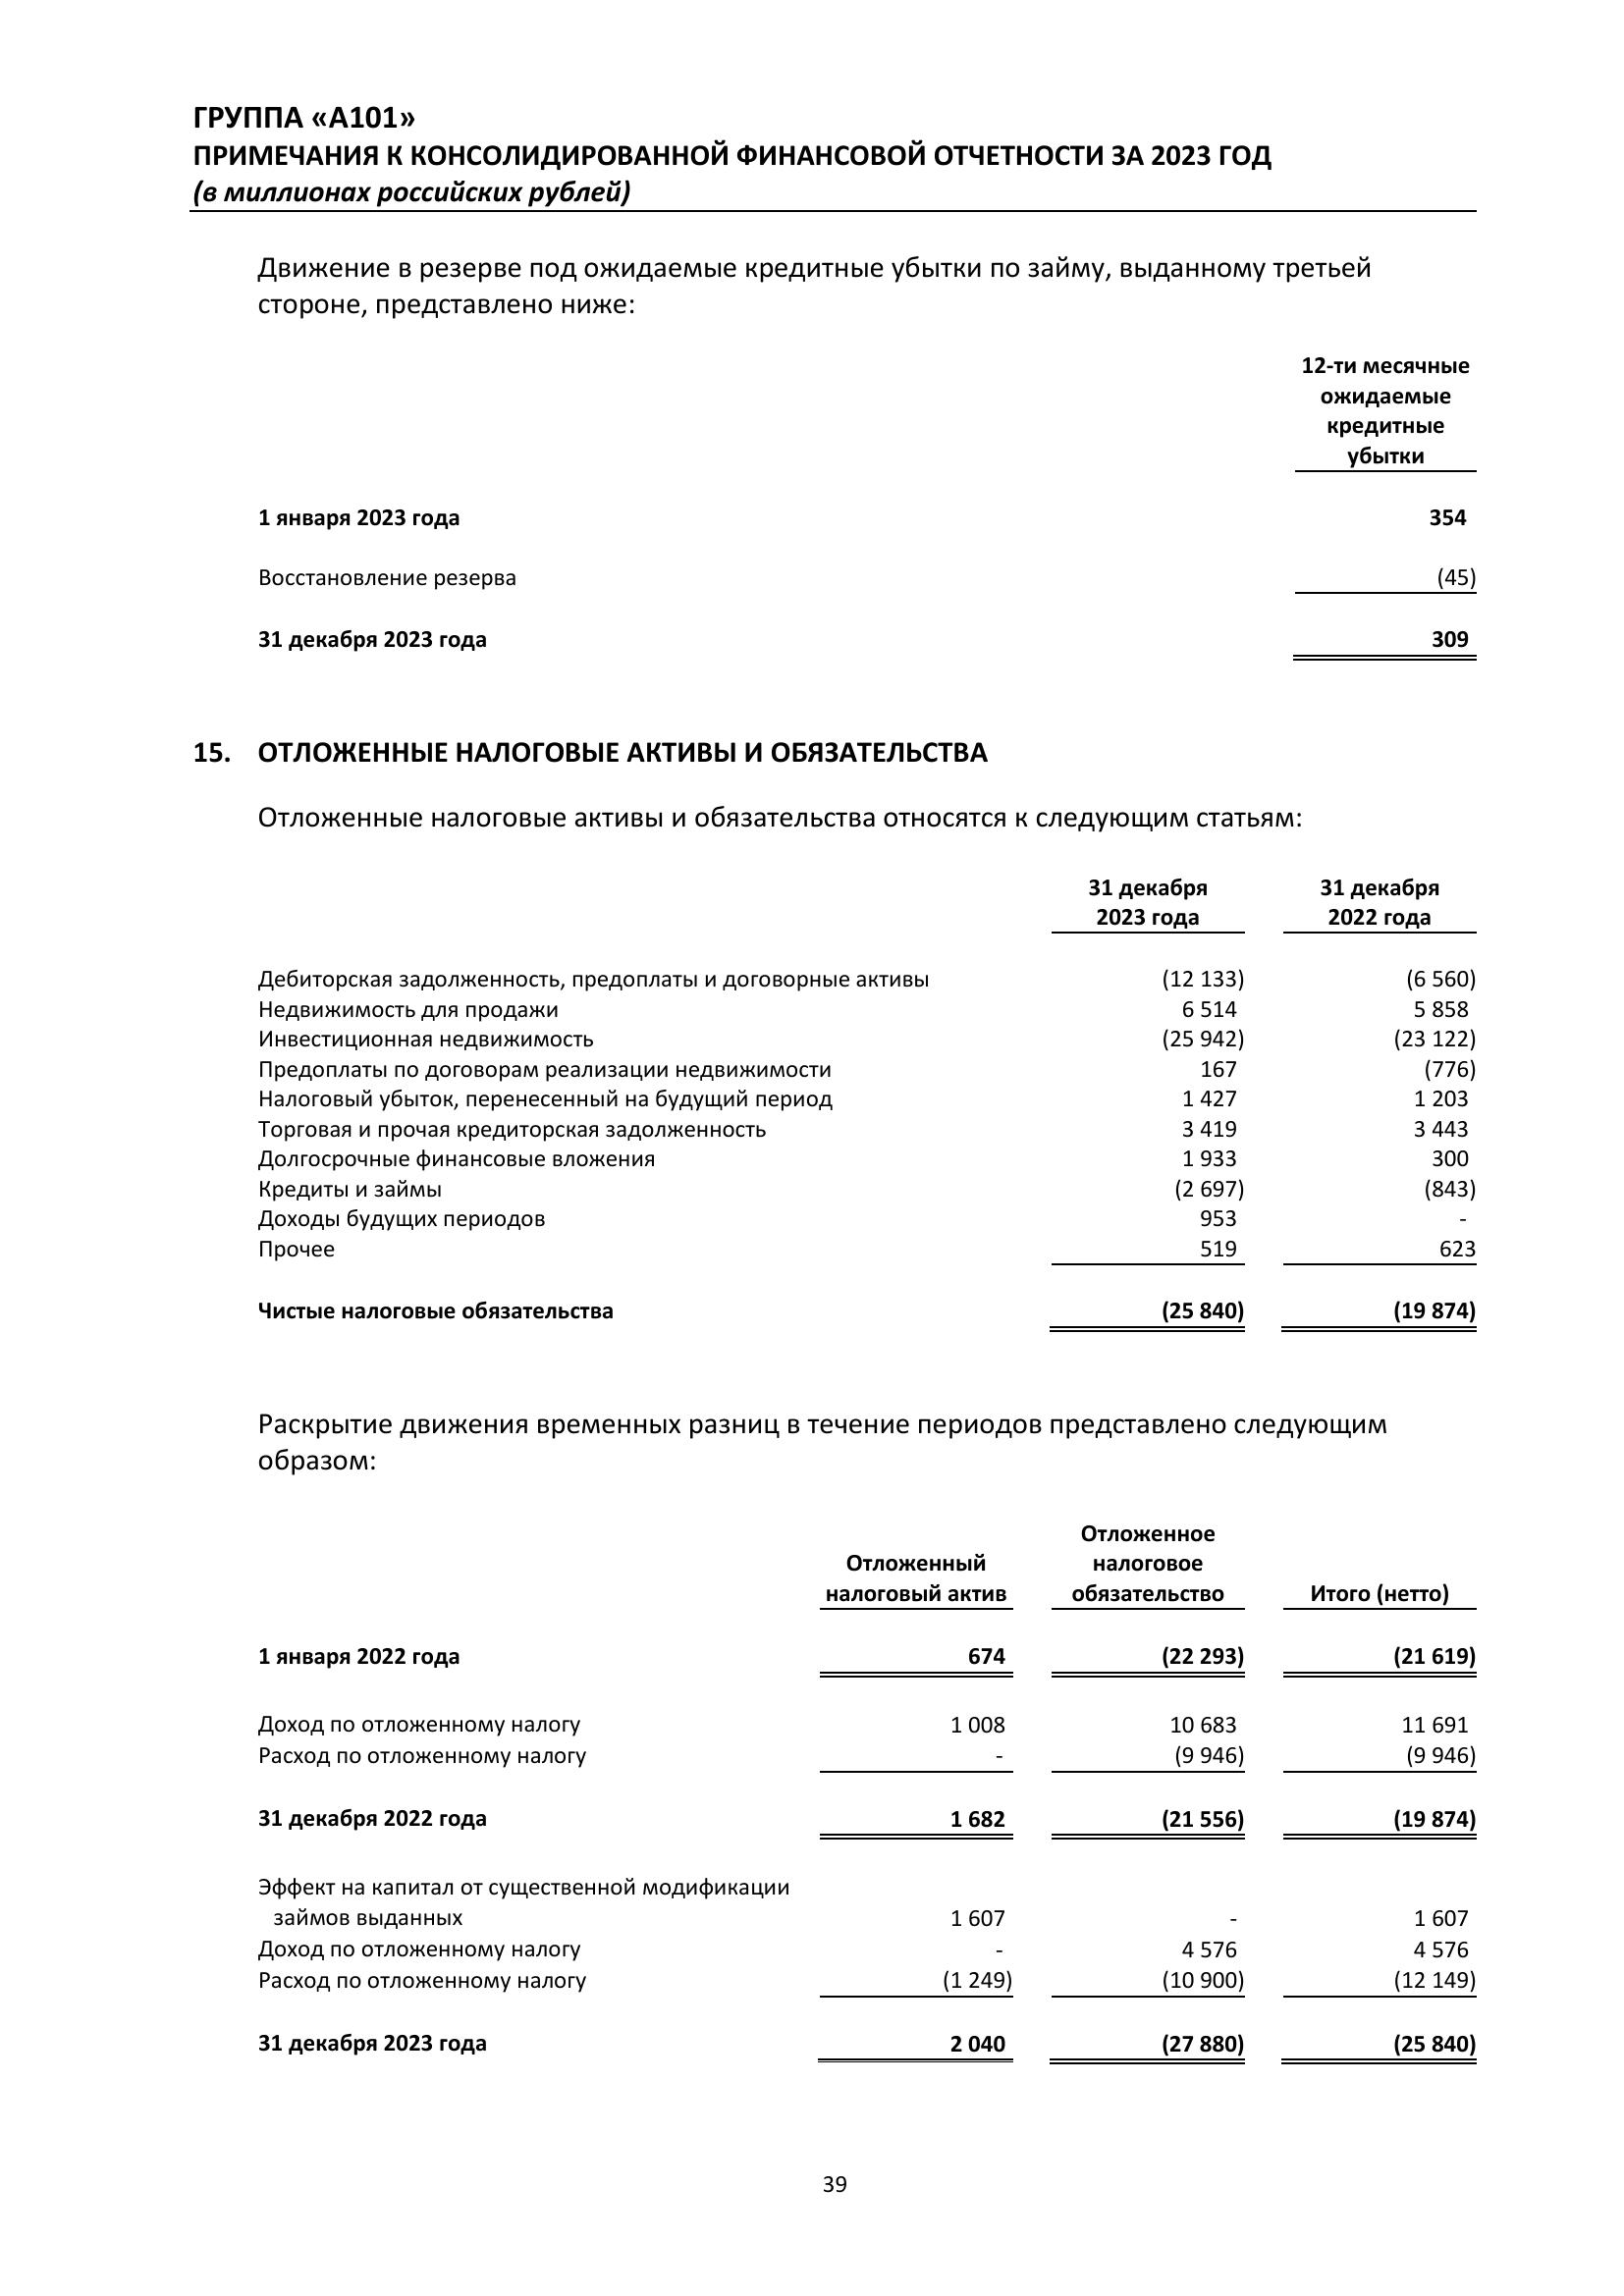 ГРУППА «А101»
ПРИМЕЧАНИЯ К КОНСОЛИДИРОВАННОЙ ФИНАНСОВОЙ ОТЧЕТНОСТИ ЗА 2023 ГОД
(в миллионах российских рублей)
Движение в резерве под ожидаемые кредитные убытки по займу, выданному третьей
стороне, представлено ниже:
12-ти месячные
ожидаемые
кредитные
убытки
1 января 2023 года 354
Восстановление резерва (45)
31 декабря 2023 года 309
15. ОТЛОЖЕННЫЕ НАЛОГОВЫЕ АКТИВЫ И ОБЯЗАТЕЛЬСТВА
Отложенные налоговые активы и обязательства относятся к следующим статьям:
31 декабря 31 декабря
2023 года 2022 года
Дебиторская задолженность, предоплаты и договорные активы (12 133) (6 560)
Недвижимость для продажи 6 514 5 858
Инвестиционная недвижимость (25 942) (23 122)
Предоплаты по договорам реализации недвижимости 167 (776)
Налоговый убыток, перенесенный на будущий период 1 427 1 203
Торговая и прочая кредиторская задолженность 3 419 3 443
Долгосрочные финансовые вложения 1 933 300
Кредиты и займы (2 697) (843)
Доходы будущих периодов 953 -
Прочее 519 623
Чистые налоговые обязательства (25 840) (19 874)
Раскрытие движения временных разниц в течение периодов представлено следующим
образом:
Отложенное
Отложенный налоговое
налоговый актив обязательство Итого (нетто)
1 января 2022 года 674 (22 293) (21 619)
Доход по отложенному налогу 1 008 10 683 11 691
Расход по отложенному налогу - (9 946) (9 946)
31 декабря 2022 года 1 682 (21 556) (19 874)
Эффект на капитал от существенной модификации
займов выданных 1 607 - 1 607
Доход по отложенному налогу - 4 576 4 576
Расход по отложенному налогу (1 249) (10 900) (12 149)
31 декабря 2023 года 2 040 (27 880) (25 840)
39